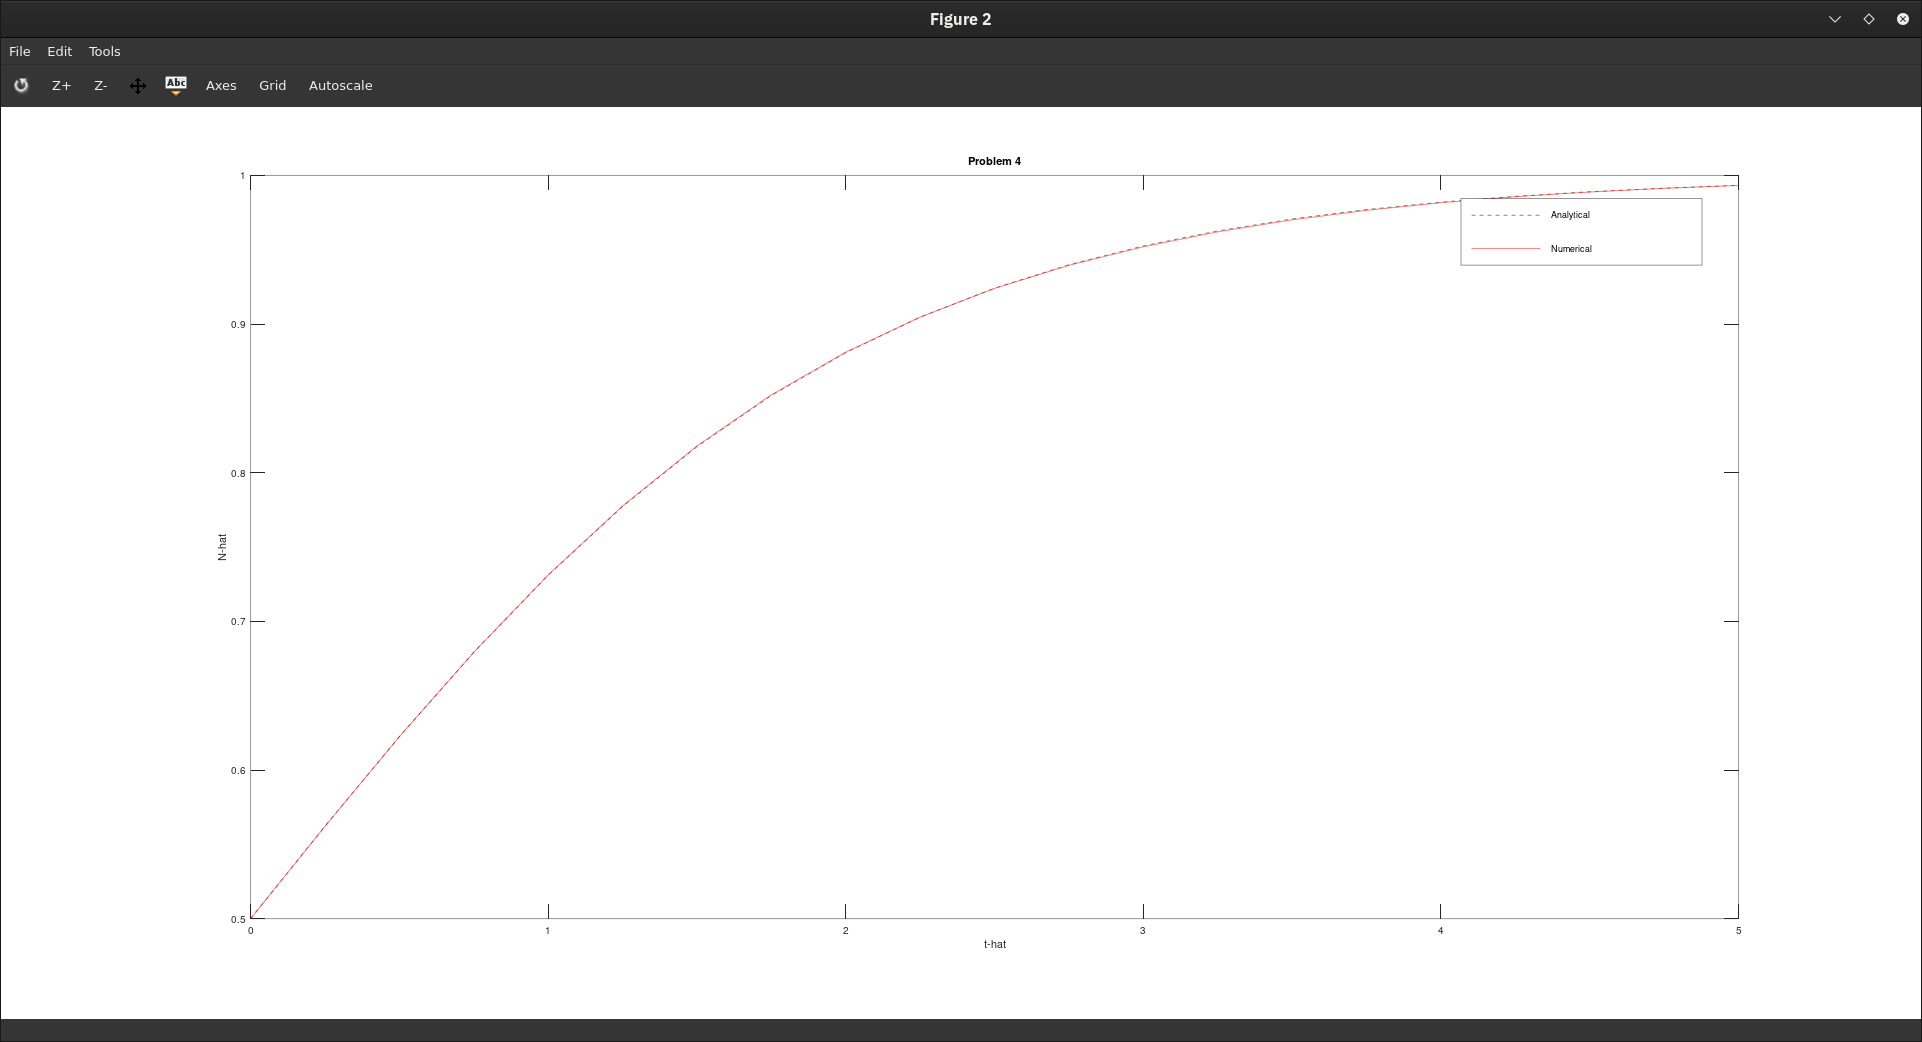 Figure 2
File Edit Tools
Z+ Z- Abc Axes Grid Autoscale
Problem 4
1
0.9
0.8
0.7
0.6
0.5
N-hat
Analytical
Numerical
0 1 2 3 4 5
t-hat